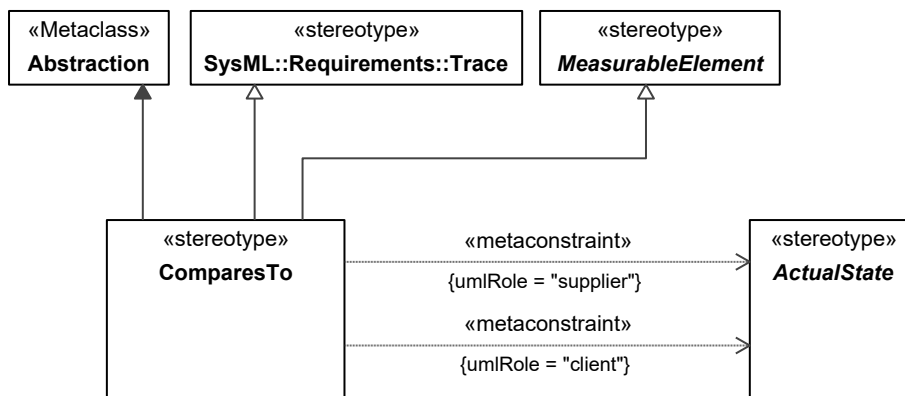 «Metaclass»
Abstraction
«stereotype»
SysML::Requirements::Trace
«stereotype»
MeasurableElement
«stereotype»
ComparesTo
«metaconstraint»
{umlRole = "supplier"}
«metaconstraint»
{umlRole = "client"}
«stereotype»
ActualState